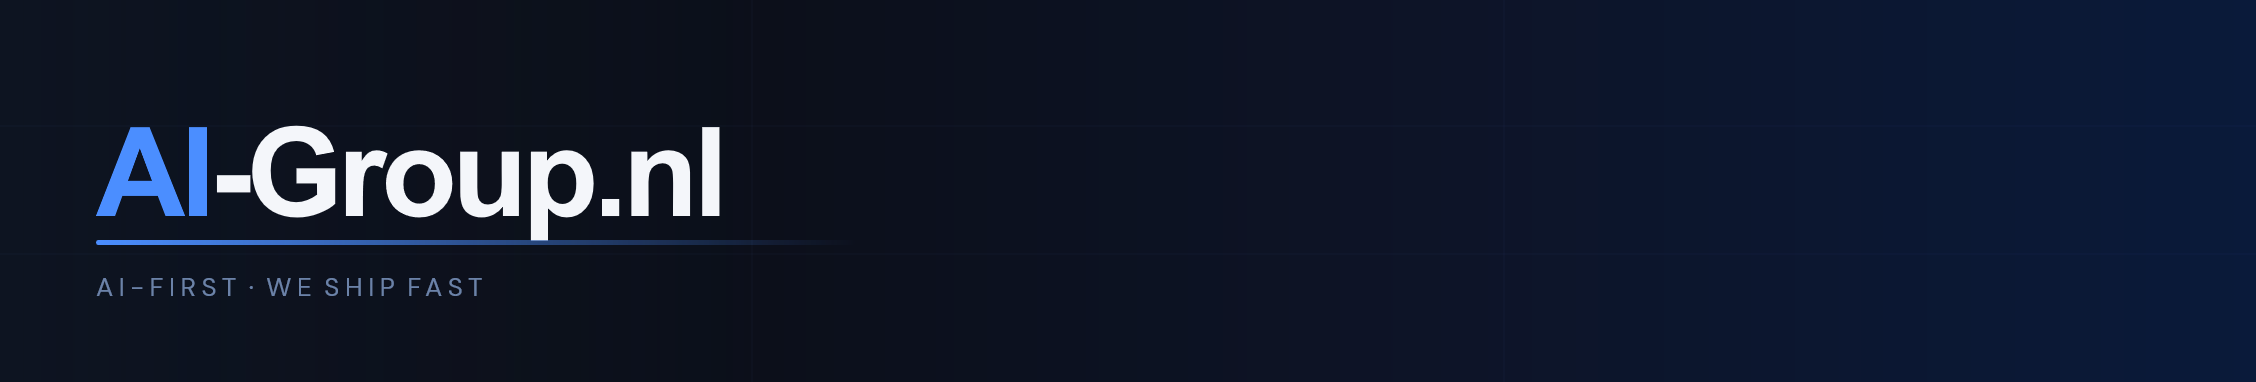 AI-Group.nl
AI-FIRST · WE SHIP FAST